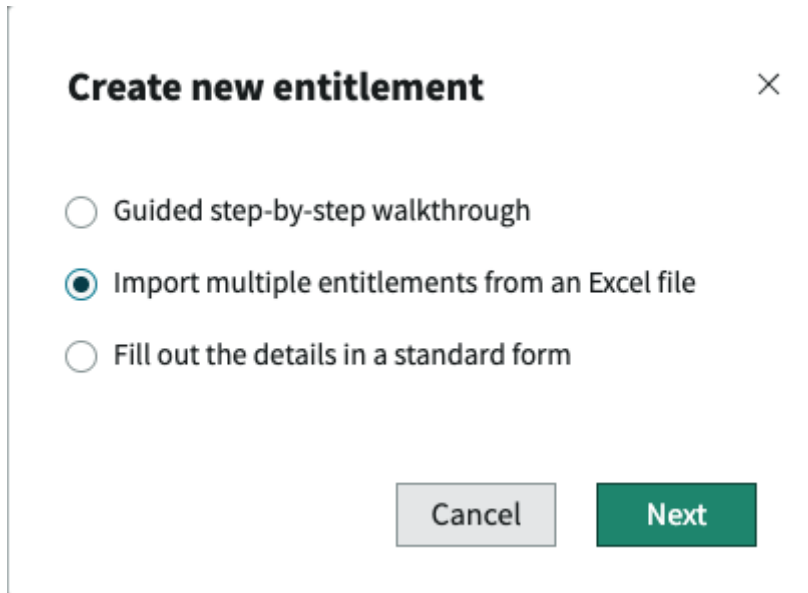 Create new entitlement
Guided step-by-step walkthrough
Import multiple entitlements from an Excel file
Fill out the details in a standard form
Cancel
Next